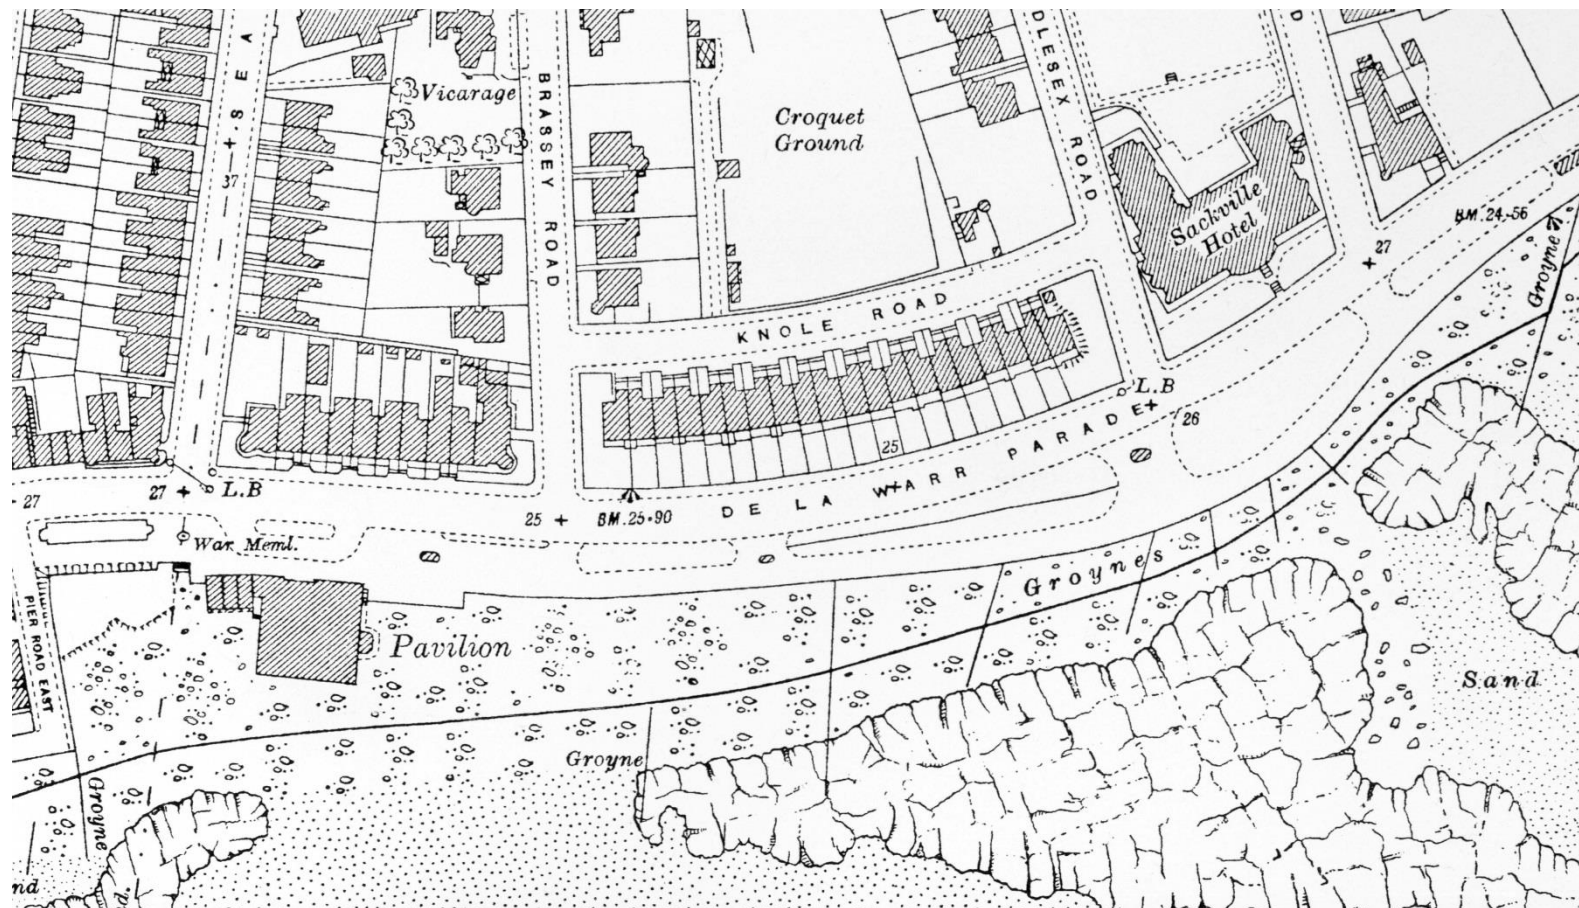 SEA
37
Vicarage
BRASSEY ROAD
Croquet
Ground
DLESEX ROAD
D
Sackville
Hotel
B.M. 24.56
27
Groyne
KNOLE ROAD
L.B
26
25
DE LA WARR PARADE
27
27
L.B
25
B.M. 25.90
War Meml.
Groynes
PIER ROAD EAST
Pavilion
Sand
Groyne
Groyne
nd